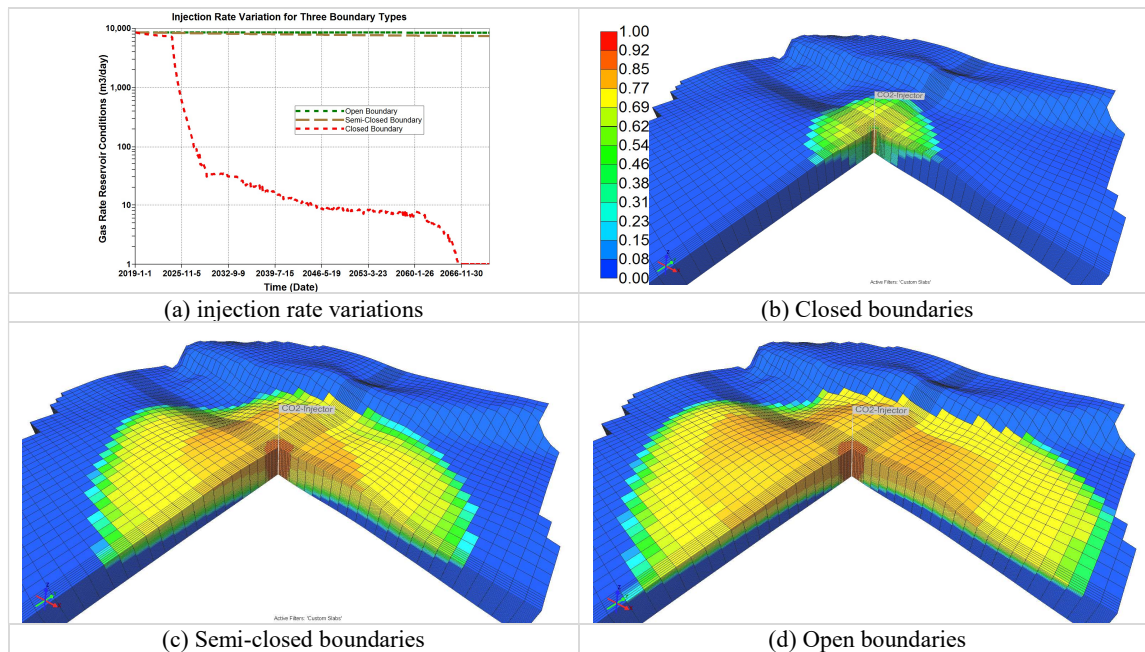 Injection Rate Variation for Three Boundary Types
Gas Rate Reservoir Conditions (m3/day)
10,000
1,000
100
10
1
Open Boundary
Semi-Closed Boundary
Closed Boundary
2019-1-1 2025-11-5 2032-9-9 2039-7-15 2046-5-19 2053-3-23 2060-1-26 2066-11-30
Time (Date)
1.00
0.92
0.85
0.77
0.69
0.62
0.54
0.46
0.38
0.31
0.23
0.15
0.08
0.00
CO2-Injector
Active Filters: 'Custom Slabs'
(a) injection rate variations
(b) Closed boundaries
CO2-Injector
Active Filters: 'Custom Slabs'
CO2-Injector
(c) Semi-closed boundaries
(d) Open boundaries